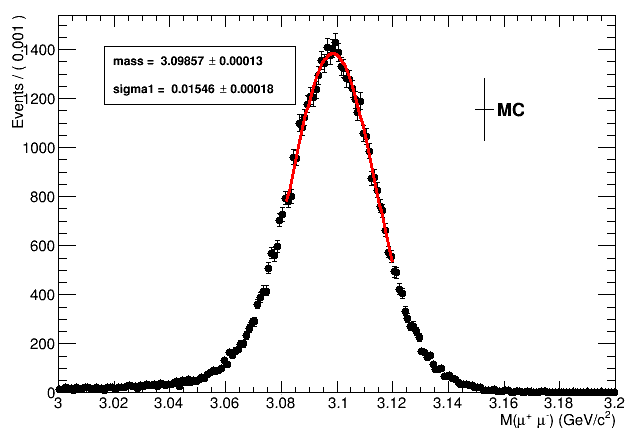 Events / ( 0.001 )
1400
1200
1000
800
600
400
200
0
mass = 3.09857 ± 0.00013
sigma1 = 0.01546 ± 0.00018
MC
3 3.02 3.04 3.06 3.08 3.1 3.12 3.14 3.16 3.18 3.2
M(μ⁺ μ⁻) (GeV/c²)